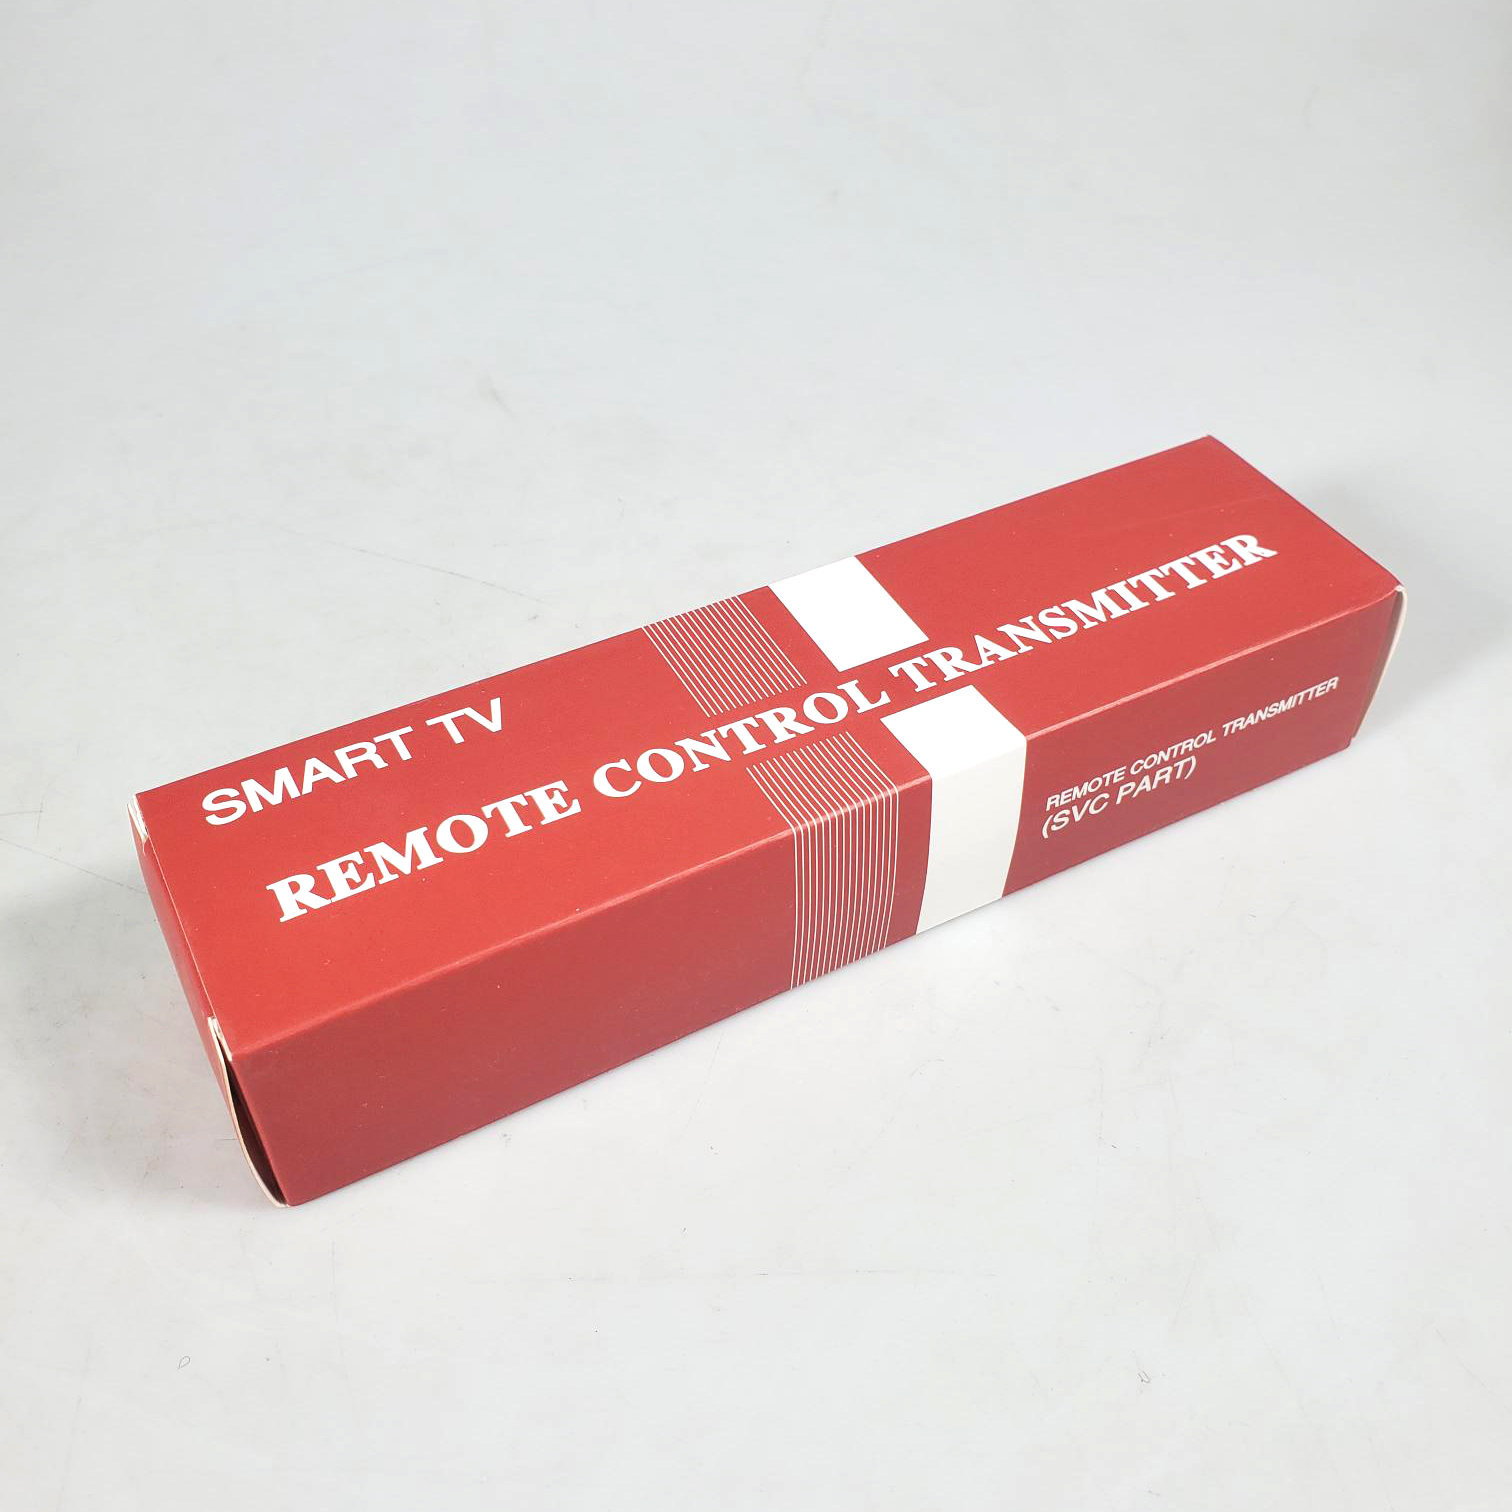 SMART TV
REMOTE CONTROL TRANSMITTER
REMOTE CONTROL TRANSMITTER
(SVC PART)